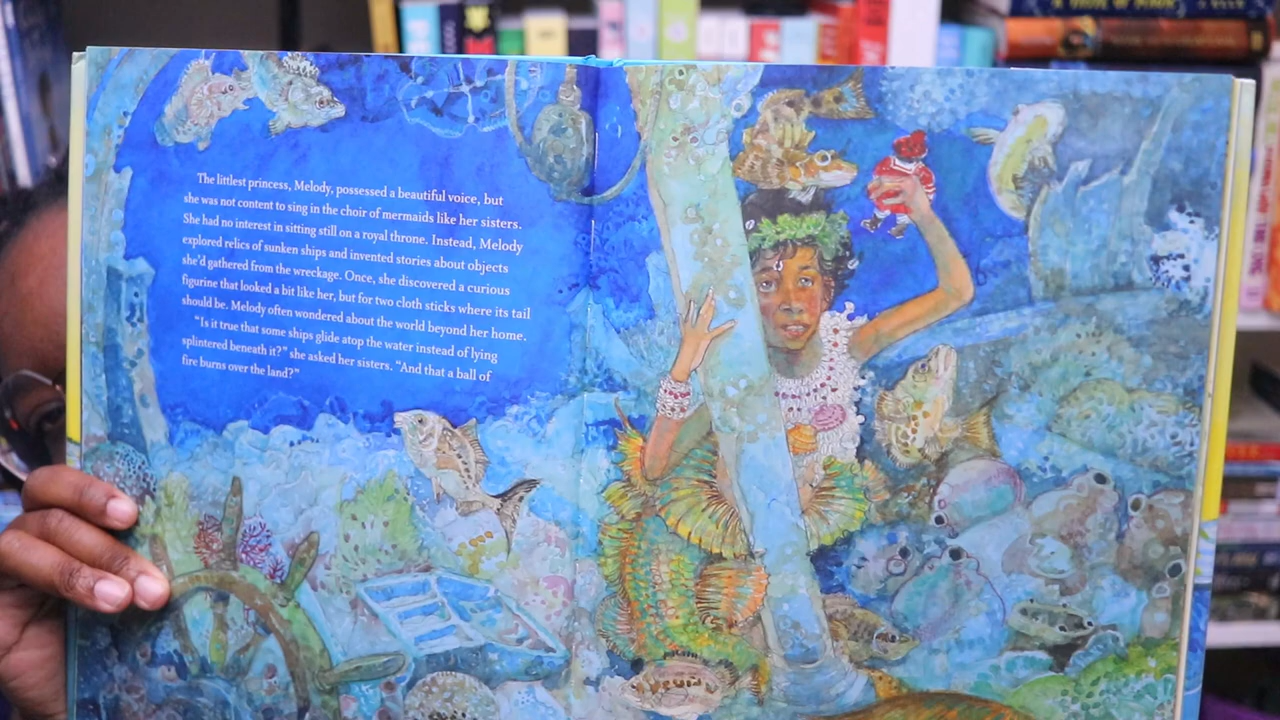 The littlest princess, Melody, possessed a beautiful voice, but
she was not content to sing in the choir of mermaids like her sisters.
She had no interest in sitting still on a royal throne. Instead, Melody
explored relics of sunken ships and invented stories about objects
she'd gathered from the wreckage. Once, she discovered a curious
figurine that looked a bit like her, but for two cloth sticks where its tail
should be. Melody often wondered about the world beyond her home.
"Is it true that some ships glide atop the water instead of lying
splintered beneath it?" she asked her sisters. "And that a ball of
fire burns over the land?"